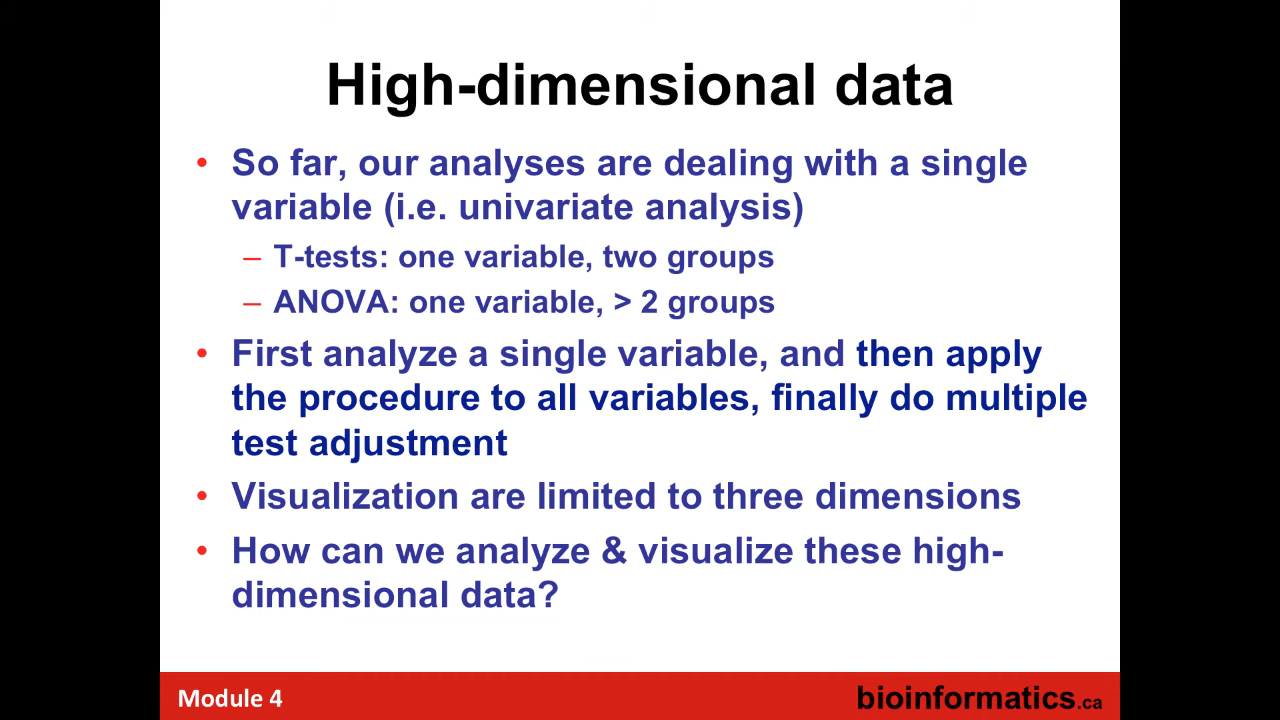 High-dimensional data
• So far, our analyses are dealing with a single
variable (i.e. univariate analysis)
– T-tests: one variable, two groups
– ANOVA: one variable, > 2 groups
• First analyze a single variable, and then apply
the procedure to all variables, finally do multiple
test adjustment
• Visualization are limited to three dimensions
• How can we analyze & visualize these high-
dimensional data?
Module 4
bioinformatics.ca